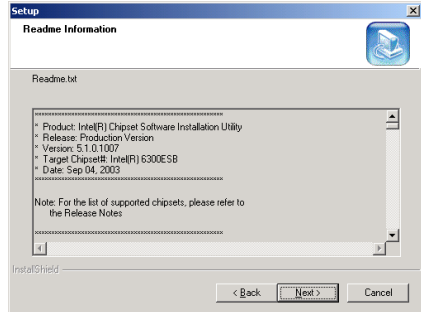 Setup
Readme Information
Readme.txt
************************************************************
* Product: Intel(R) Chipset Software Installation Utility
* Release: Production Version
* Version: 5.1.0.1007
* Target Chipset#: Intel(R) 6300ESB
* Date: Sep 04, 2003
************************************************************
Note: For the list of supported chipsets, please refer to
the Release Notes
************************************************************
InstallShield
< Back
Next >
Cancel